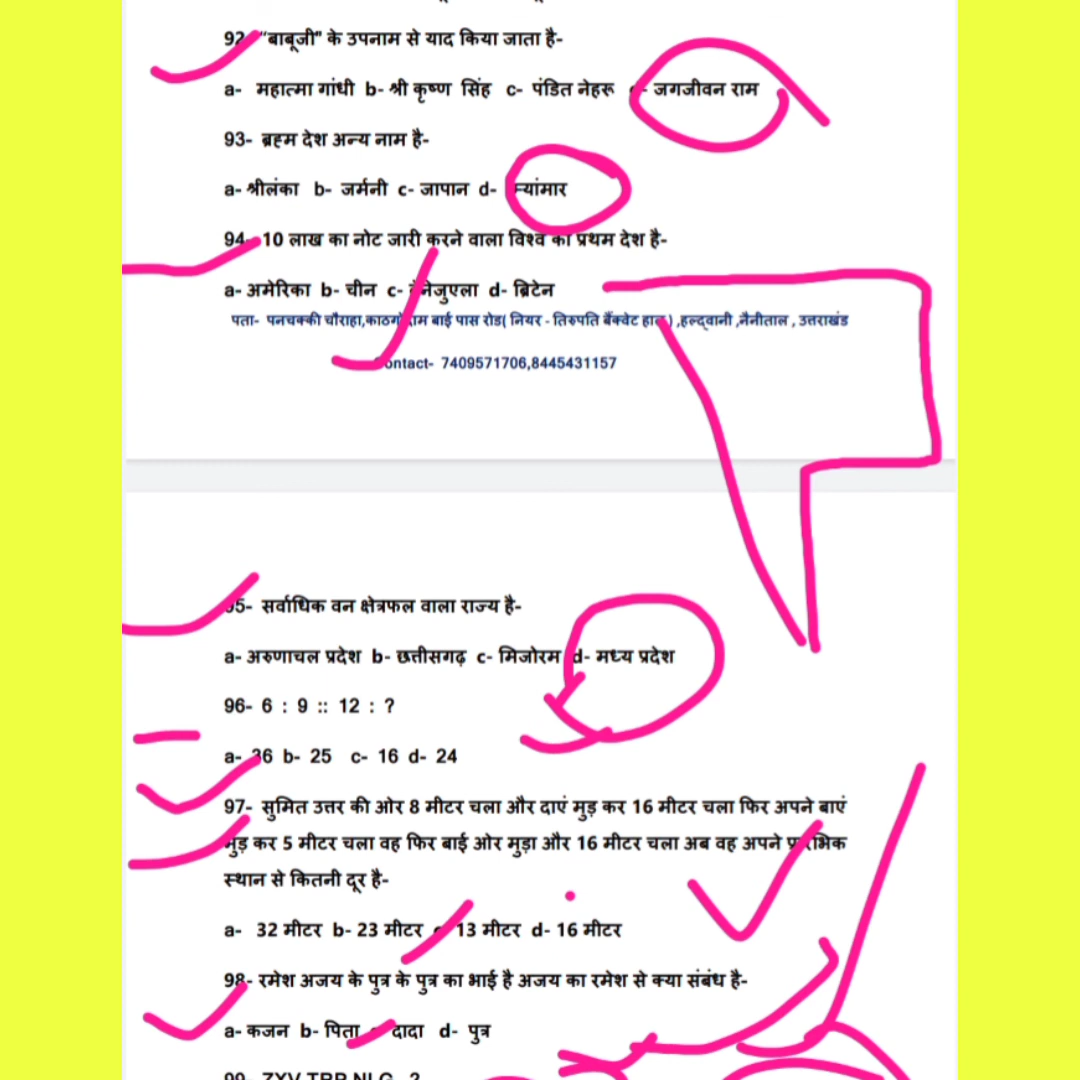 92- "बाबूजी" के उपनाम से याद किया जाता है-
a- महात्मा गांधी b- श्री कृष्ण सिंह c- पंडित नेहरू - जगजीवन राम
93- ब्रह्म देश अन्य नाम है-
a- श्रीलंका b- जर्मनी c- जापान d- म्यांमार
94- 10 लाख का नोट जारी करने वाला विश्व का प्रथम देश है-
a- अमेरिका b- चीन c- वेनेजुएला d- ब्रिटेन
पता- पनचक्की चौराहा,काठगोदाम बाई पास रोड( नियर - तिरुपति बैंक्वेट हाल ) ,हल्द्वानी ,नैनीताल , उत्तराखंड
Contact- 7409571706,8445431157
95- सर्वाधिक वन क्षेत्रफल वाला राज्य है-
a- अरुणाचल प्रदेश b- छत्तीसगढ़ c- मिजोरम d- मध्य प्रदेश
96- 6 : 9 :: 12 : ?
a- 36 b- 25 c- 16 d- 24
97- सुमित उत्तर की ओर 8 मीटर चला और दाएं मुड़ कर 16 मीटर चला फिर अपने बाएं
मुड़ कर 5 मीटर चला वह फिर बाई ओर मुड़ा और 16 मीटर चला अब वह अपने प्रारंभिक
स्थान से कितनी दूर है-
a- 32 मीटर b- 23 मीटर c- 13 मीटर d- 16 मीटर
98- रमेश अजय के पुत्र के पुत्र का भाई है अजय का रमेश से क्या संबंध है-
a- कजन b- पिता c- दादा d- पुत्र
99- ZXV TRP NLG ?